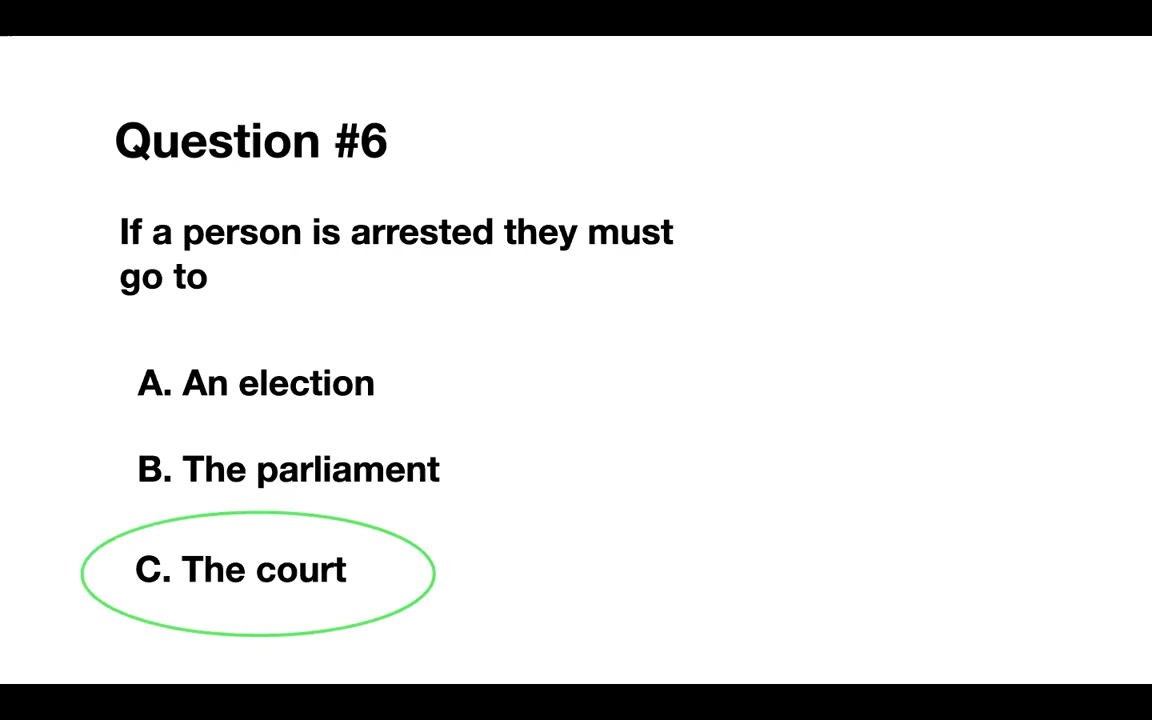 Question #6
If a person is arrested they must
go to
A. An election
B. The parliament
C. The court